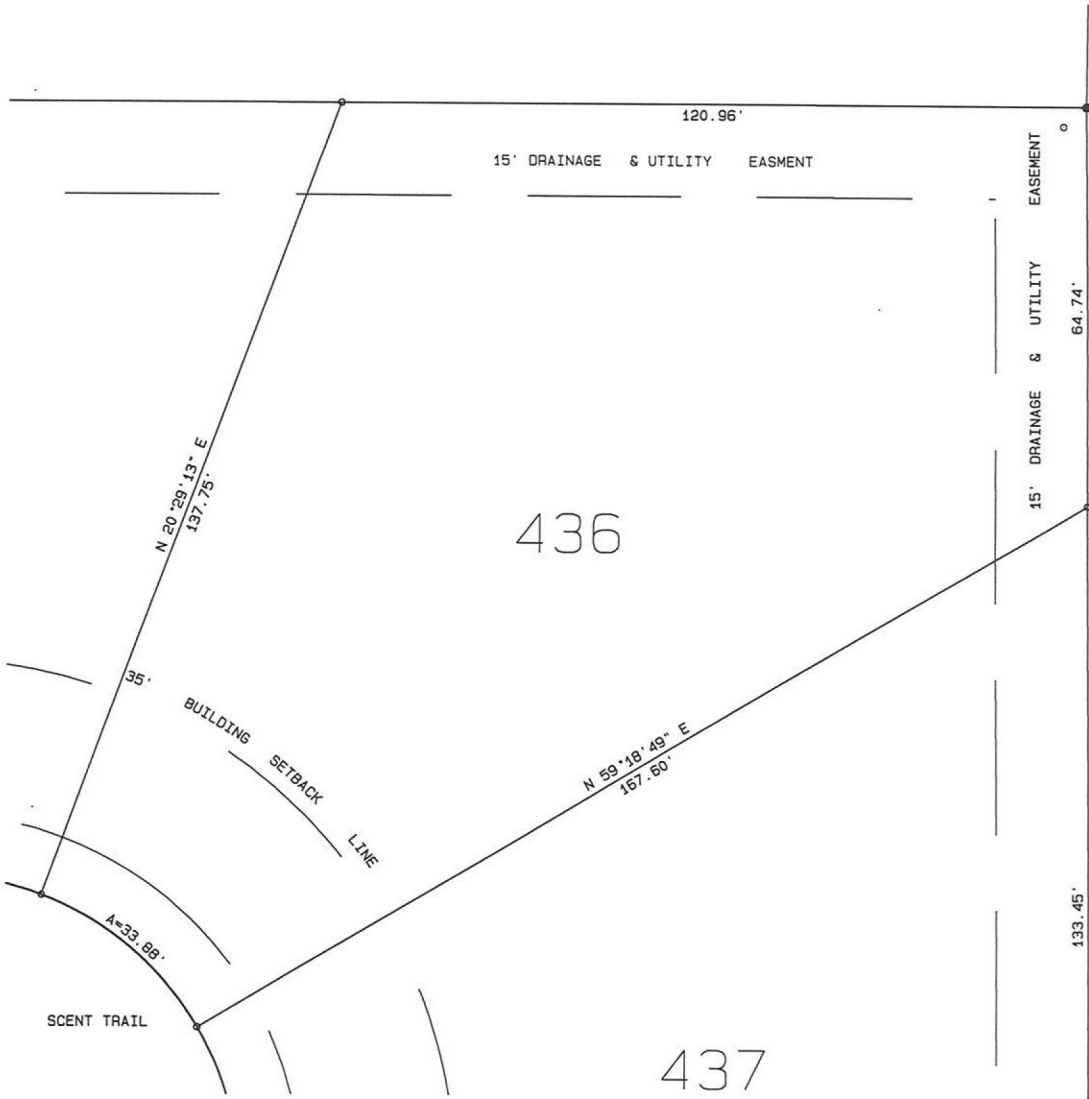 120.96'
15' DRAINAGE & UTILITY EASMENT
15' DRAINAGE & UTILITY EASEMENT
64.74'
N 20°29'13" E
137.75'
436
35' BUILDING SETBACK LINE
N 59°18'49" E
167.60'
A=33.88'
133.45'
SCENT TRAIL
437